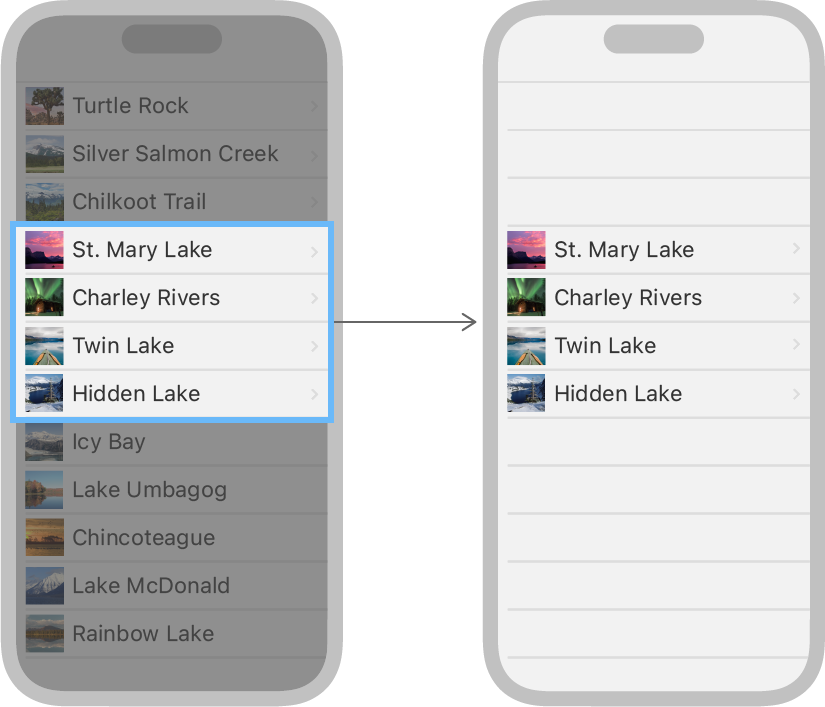 Turtle Rock
Silver Salmon Creek
Chilkoot Trail
St. Mary Lake
Charley Rivers
Twin Lake
Hidden Lake
Icy Bay
Lake Umbagog
Chincoteague
Lake McDonald
Rainbow Lake
St. Mary Lake
Charley Rivers
Twin Lake
Hidden Lake